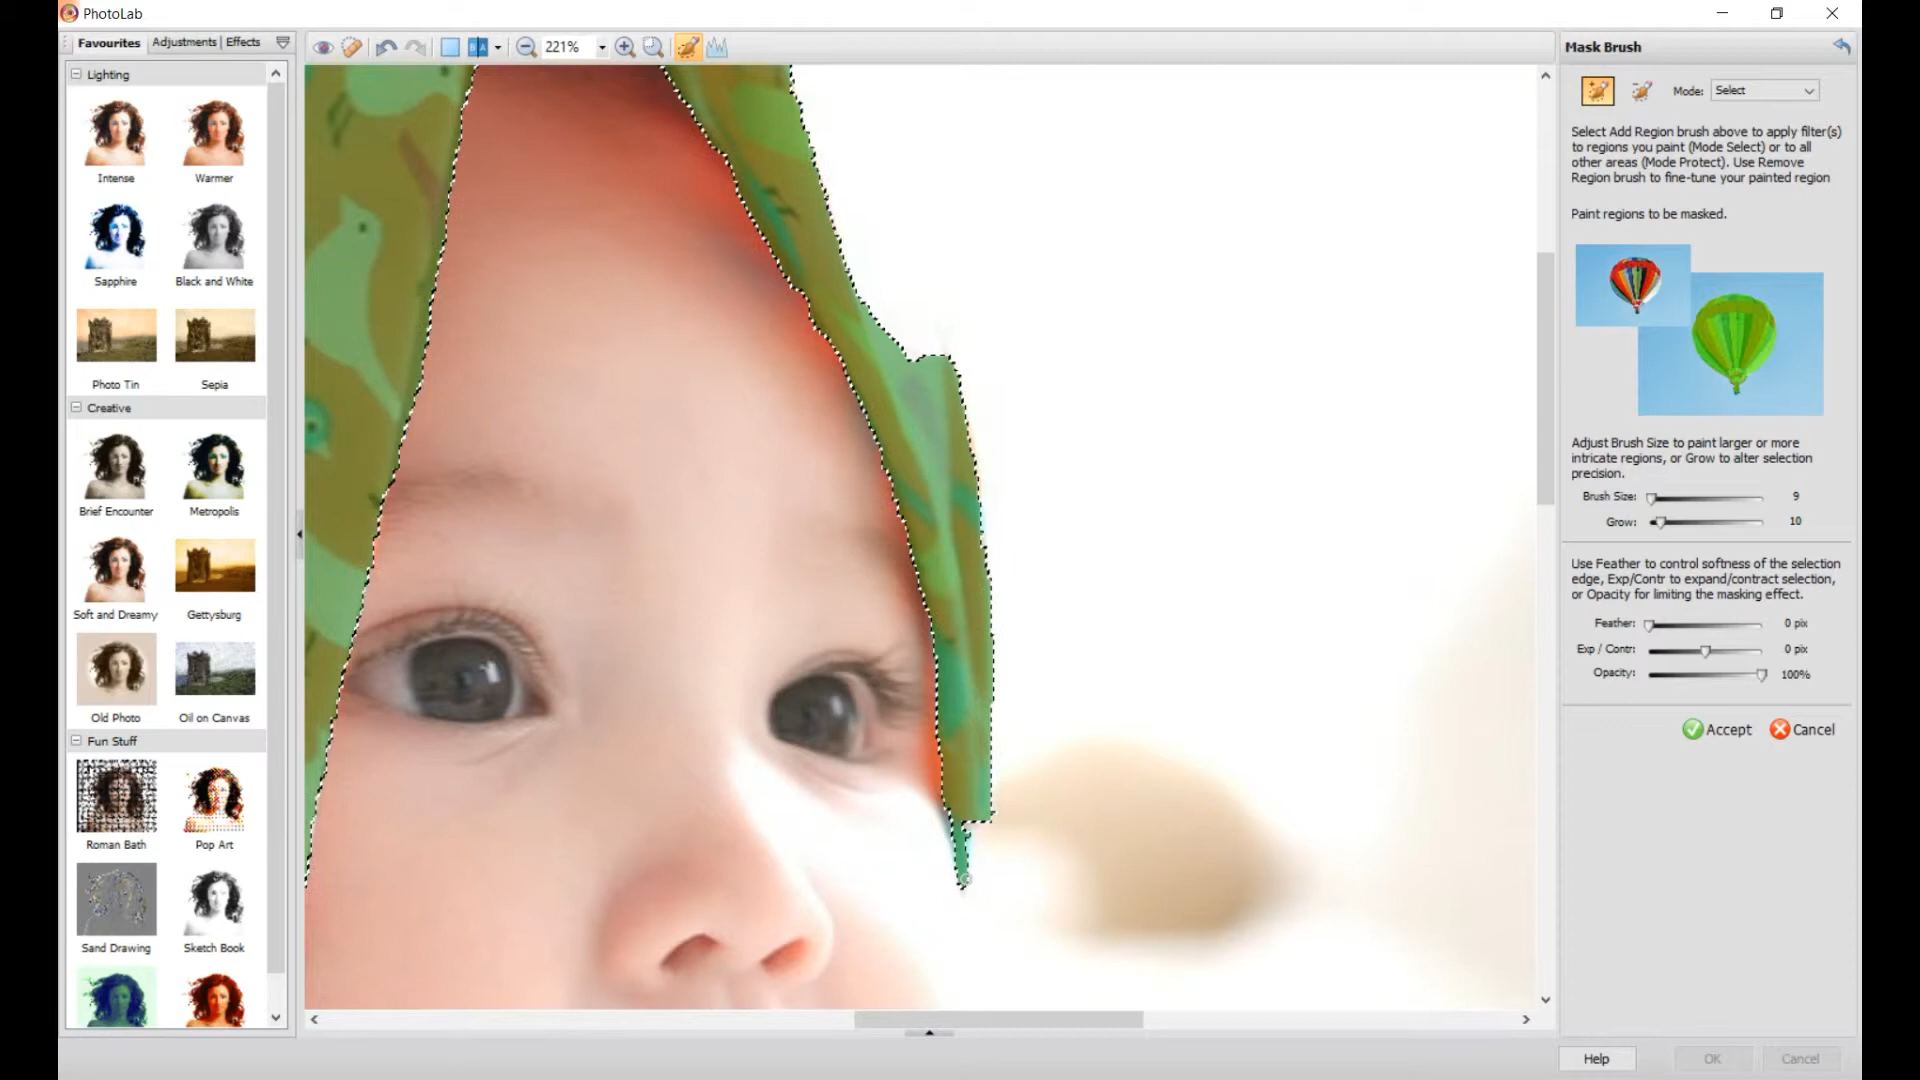 PhotoLab
Favourites Adjustments Effects
221%
Mask Brush
Mode: Select
Lighting
Intense Warmer
Sapphire Black and White
Photo Tin Sepia
Creative
Brief Encounter Metropolis
Soft and Dreamy Gettysburg
Old Photo Oil on Canvas
Fun Stuff
Roman Bath Pop Art
Sand Drawing Sketch Book
Select Add Region brush above to apply filter(s)
to regions you paint (Mode Select) or to all
other areas (Mode Protect). Use Remove
Region brush to fine-tune your painted region
Paint regions to be masked.
Adjust Brush Size to paint larger or more
intricate regions, or Grow to alter selection
precision.
Brush Size: 9
Grow: 10
Use Feather to control softness of the selection
edge, Exp/Contr to expand/contract selection,
or Opacity for limiting the masking effect.
Feather: 0 pix
Exp / Contr: 0 pix
Opacity: 100%
Accept Cancel
Help OK Cancel